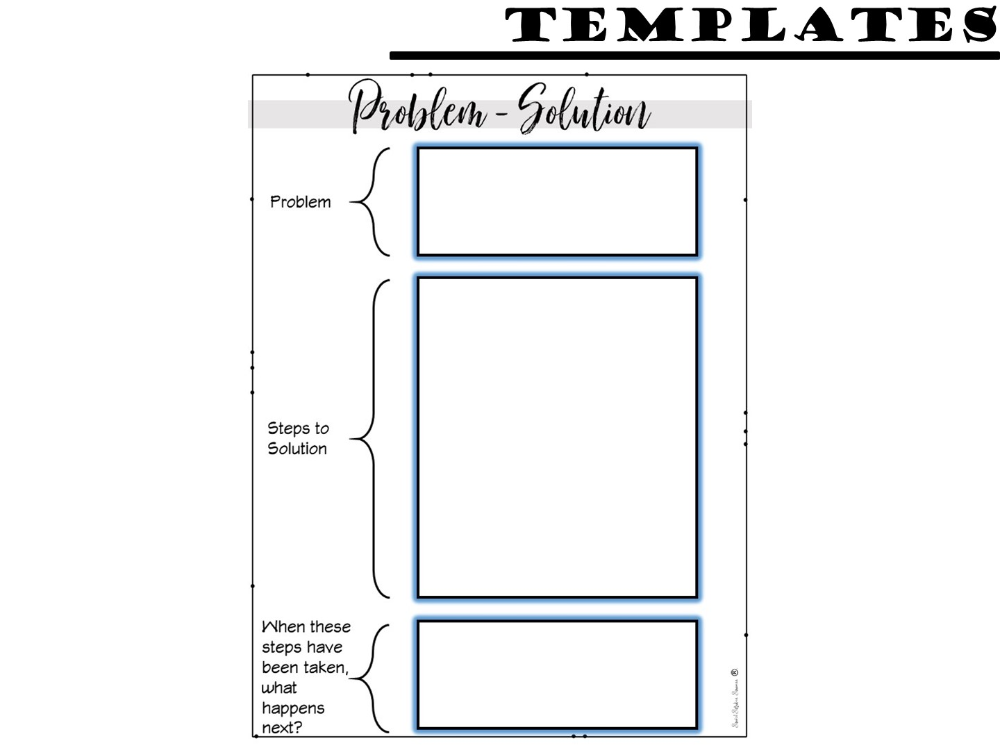 TEMPLATES
Problem - Solution
Problem
Steps to
Solution
When these
steps have
been taken,
what
happens
next?
®